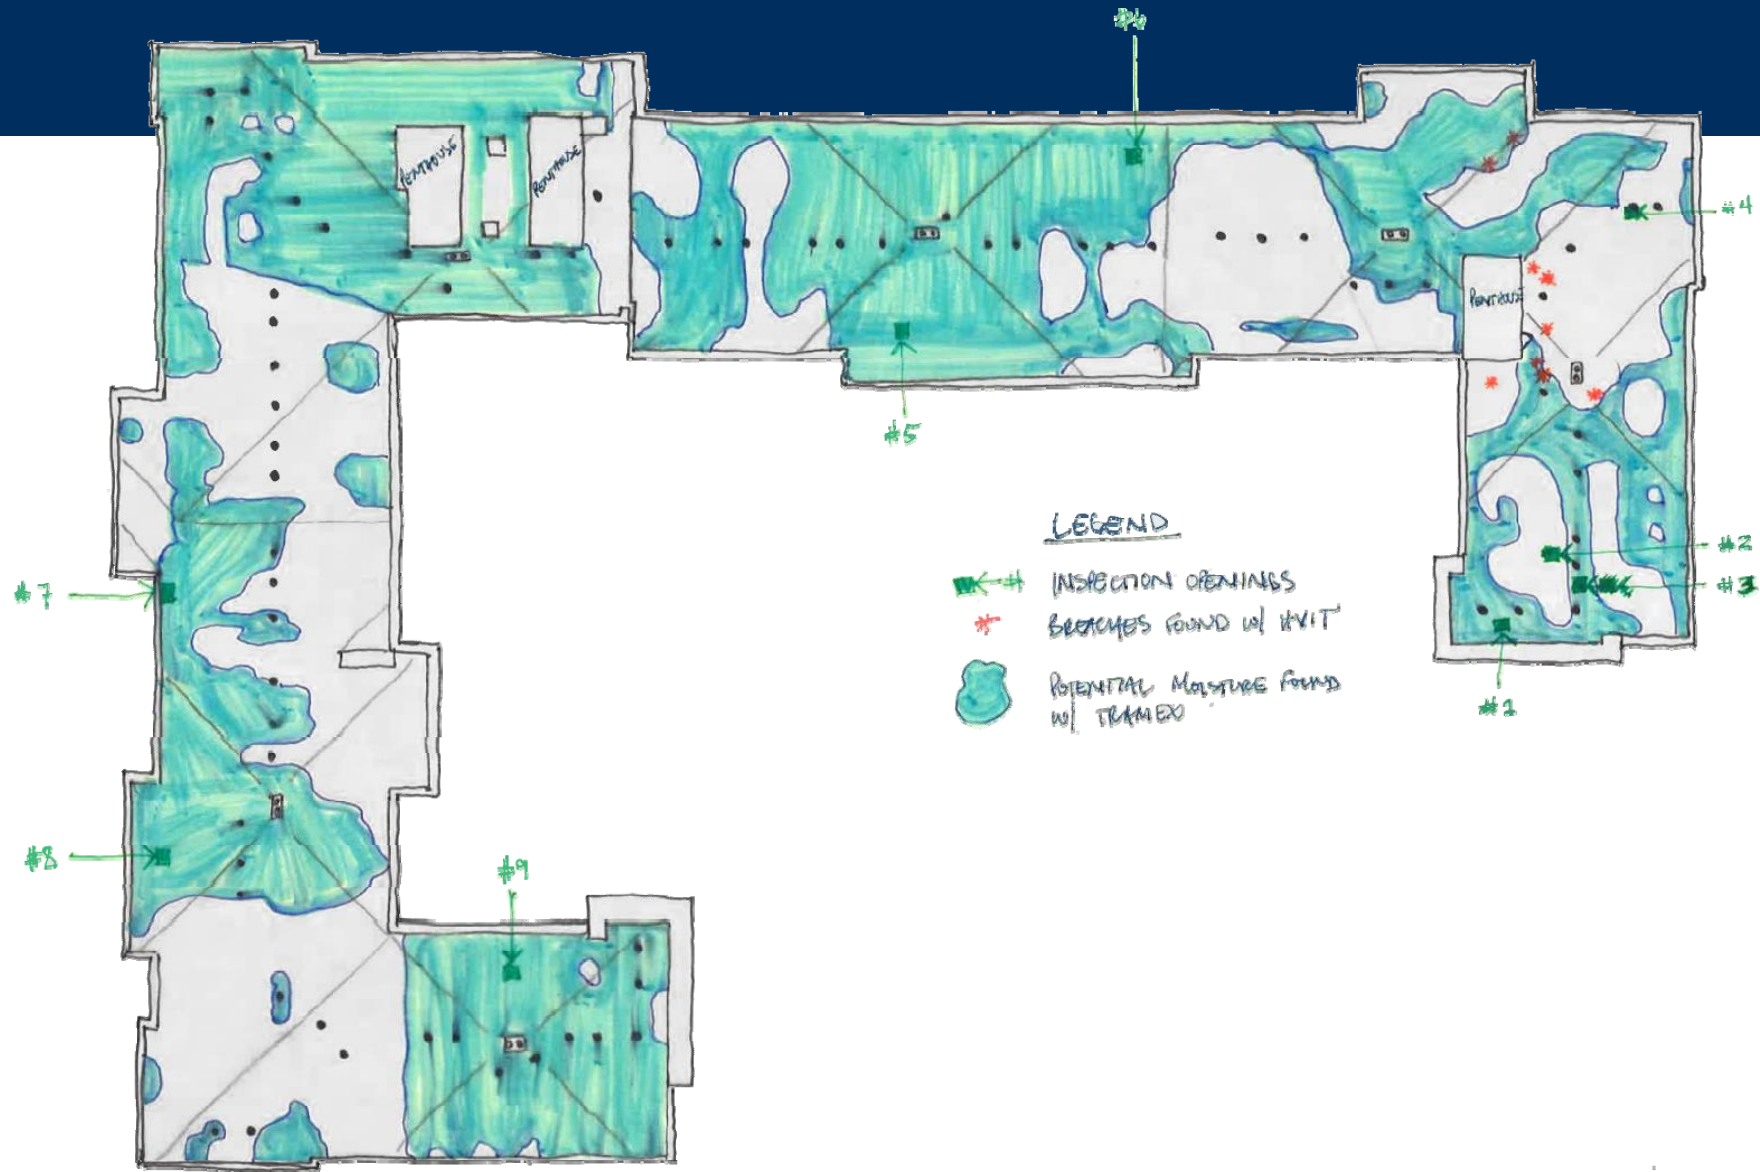 #6
PENTHOUSE
PENTHOUSE
#4
PENTHOUSE
#5
LEGEND
# INSPECTION OPENINGS
BREACHES FOUND W/ HVIT
POTENTIAL MOISTURE FOUND
W/ TRAMEX
#2
#3
#1
#7
#8
#9